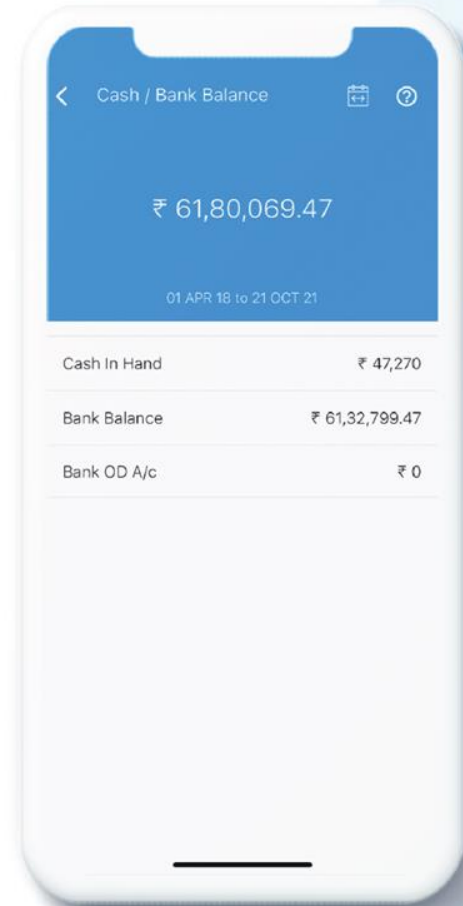 Cash / Bank Balance
₹ 61,80,069.47
01 APR 18 to 21 OCT 21
Cash In Hand ₹ 47,270
Bank Balance ₹ 61,32,799.47
Bank OD A/c ₹ 0